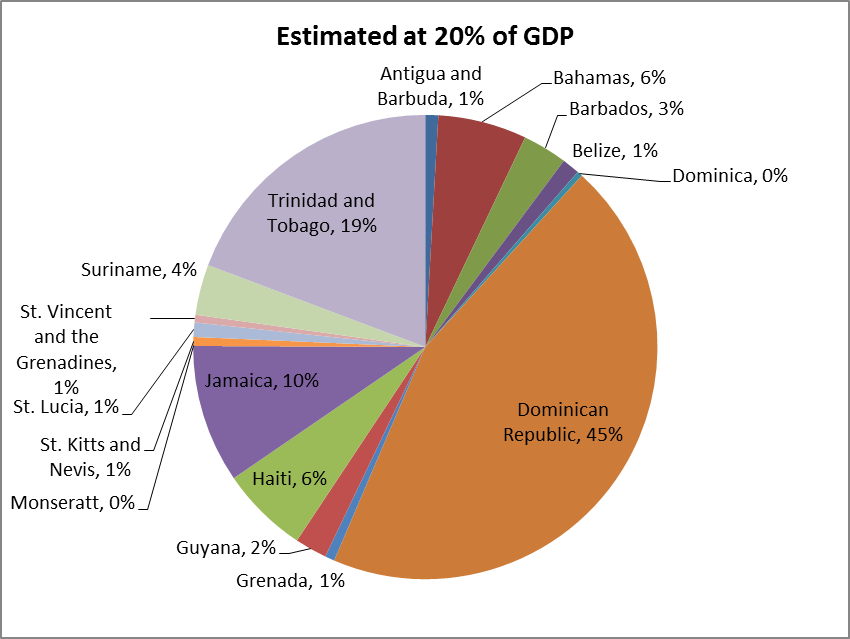 Estimated at 20% of GDP
Antigua and
Barbuda, 1%
Bahamas, 6%
Barbados, 3%
Belize, 1%
Dominica, 0%
Dominican
Republic, 45%
Grenada, 1%
Guyana, 2%
Haiti, 6%
Jamaica, 10%
Monseratt, 0%
St. Kitts and
Nevis, 1%
St. Lucia, 1%
St. Vincent
and the
Grenadines,
1%
Suriname, 4%
Trinidad and
Tobago, 19%